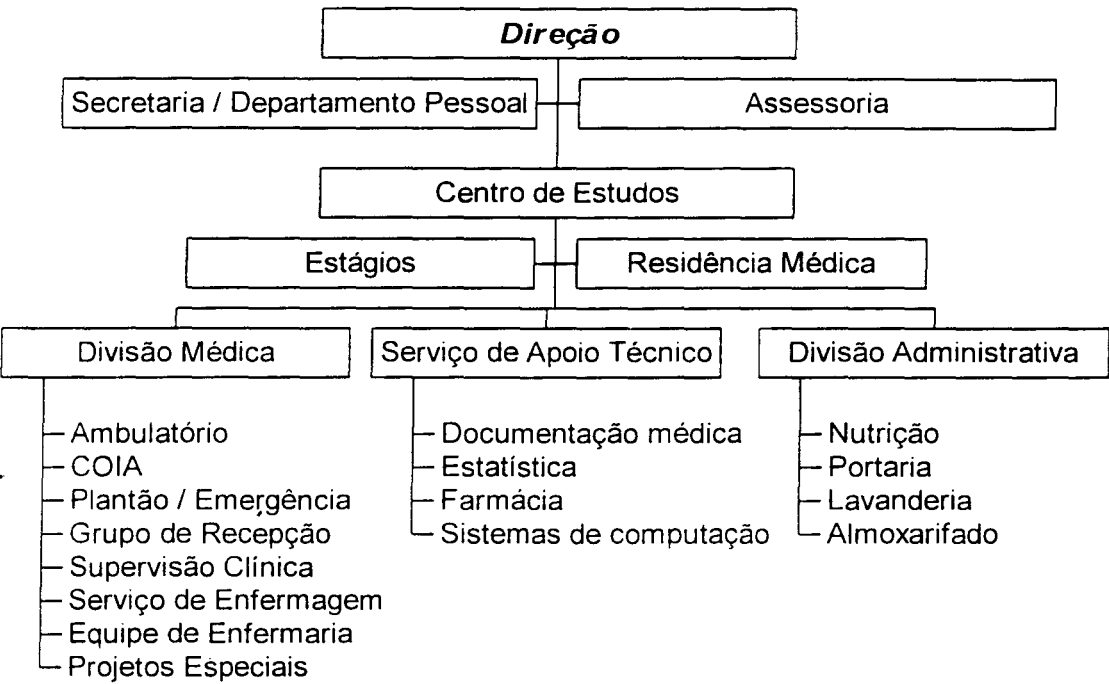 Direção
Secretaria / Departamento Pessoal
Assessoria
Centro de Estudos
Estágios
Residência Médica
Divisão Médica
Serviço de Apoio Técnico
Divisão Administrativa
Ambulatório
COIA
Plantão / Emergência
Grupo de Recepção
Supervisão Clínica
Serviço de Enfermagem
Equipe de Enfermaria
Projetos Especiais
Documentação médica
Estatística
Farmácia
Sistemas de computação
Nutrição
Portaria
Lavanderia
Almoxarifado